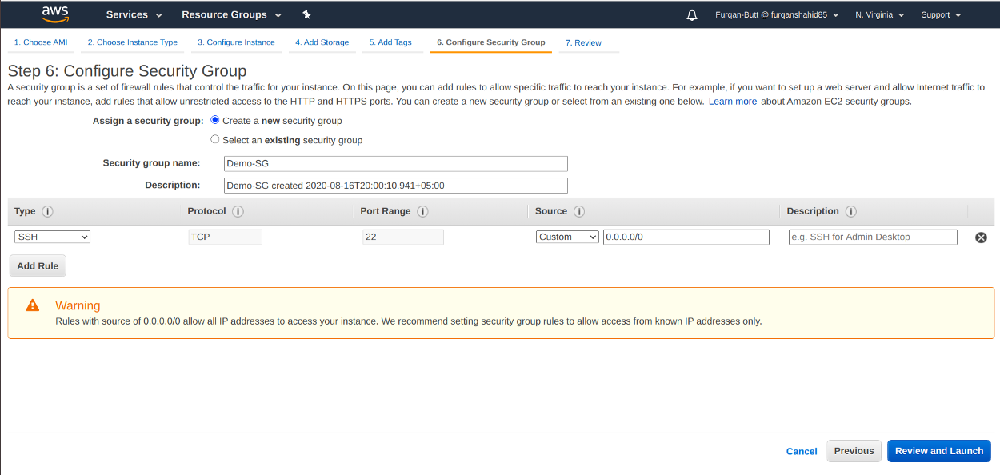 aws Services Resource Groups Furqan-Butt @ furqanshahid85 N. Virginia Support
1. Choose AMI 2. Choose Instance Type 3. Configure Instance 4. Add Storage 5. Add Tags 6. Configure Security Group 7. Review
Step 6: Configure Security Group
A security group is a set of firewall rules that control the traffic for your instance. On this page, you can add rules to allow specific traffic to reach your instance. For example, if you want to set up a web server and allow Internet traffic to
reach your instance, add rules that allow unrestricted access to the HTTP and HTTPS ports. You can create a new security group or select from an existing one below. Learn more about Amazon EC2 security groups.
Assign a security group: Create a new security group
Select an existing security group
Security group name: Demo-SG
Description: Demo-SG created 2020-08-16T20:00:10.941+05:00
Type i Protocol i Port Range i Source i Description i
SSH TCP 22 Custom 0.0.0.0/0 e.g. SSH for Admin Desktop
Add Rule
Warning
Rules with source of 0.0.0.0/0 allow all IP addresses to access your instance. We recommend setting security group rules to allow access from known IP addresses only.
Cancel Previous Review and Launch